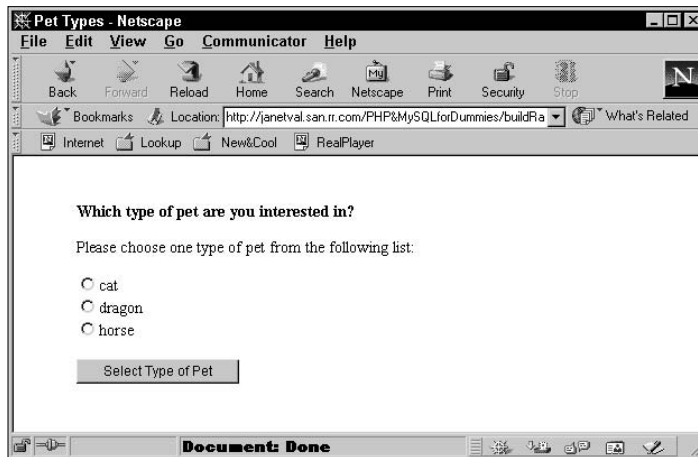 Pet Types - Netscape
File Edit View Go Communicator Help
Back Forward Reload Home Search Netscape Print Security Stop
My
N
Bookmarks Location: http://janetval.san.rr.com/PHP&MySQLforDummies/buildRa What's Related
Internet Lookup New&Cool RealPlayer
Which type of pet are you interested in?
Please choose one type of pet from the following list:
cat
dragon
horse
Select Type of Pet
Document: Done